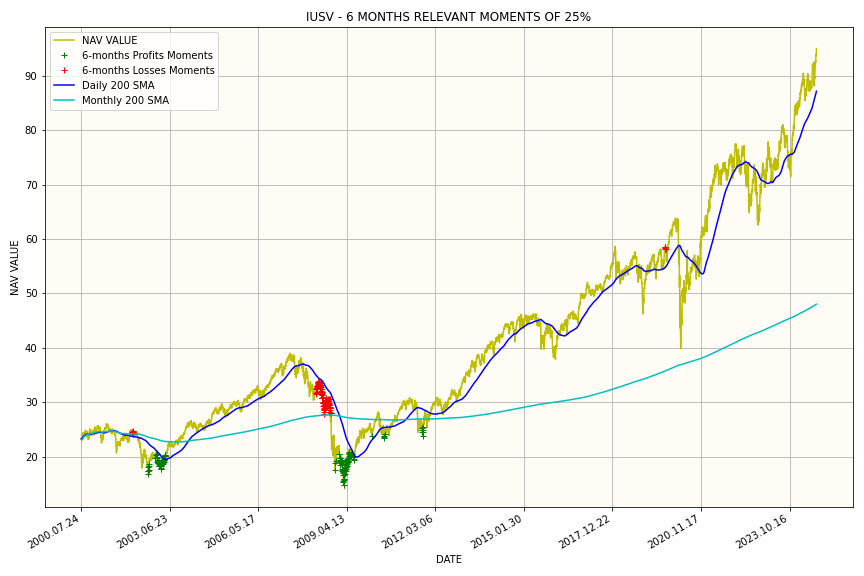 IUSV - 6 MONTHS RELEVANT MOMENTS OF 25%
NAV VALUE
6-months Profits Moments
6-months Losses Moments
Daily 200 SMA
Monthly 200 SMA
NAV VALUE
90
80
70
60
50
40
30
20
2000.07.24
2003.06.23
2006.05.17
2009.04.13
2012.03.06
2015.01.30
2017.12.22
2020.11.17
2023.10.16
DATE